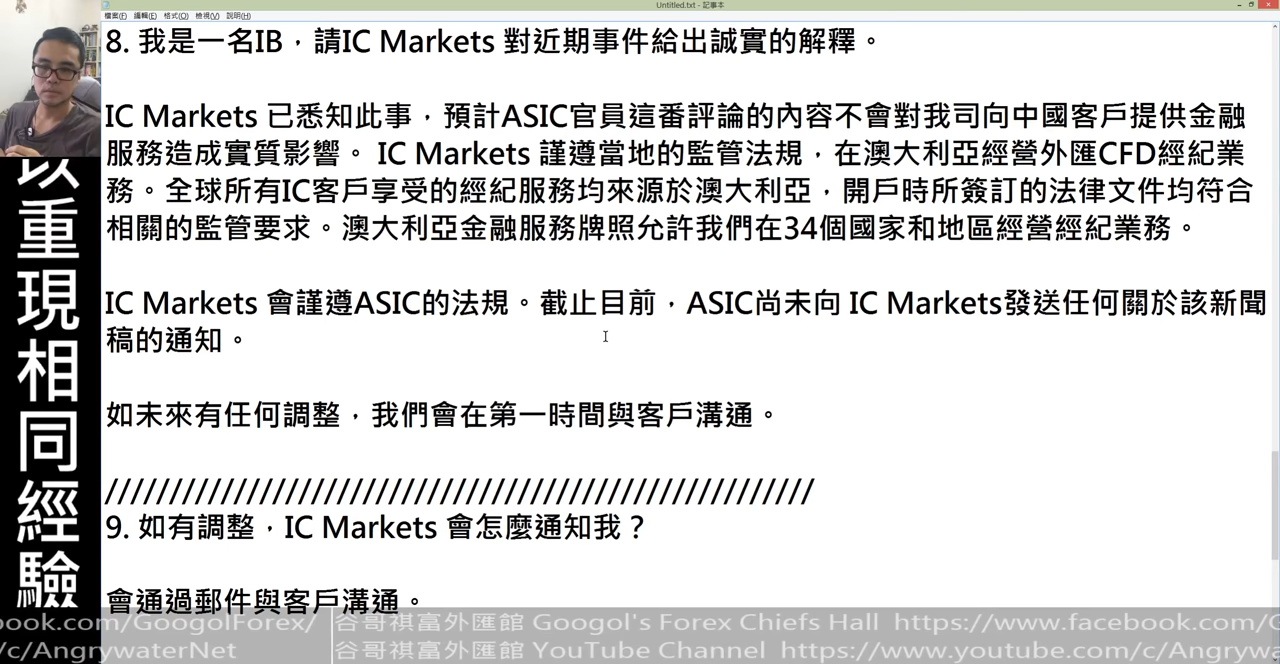 Untitled.txt - 記事本
檔案(F) 編輯(E) 格式(O) 檢視(V) 說明(H)
8. 我是一名IB，請IC Markets 對近期事件給出誠實的解釋。
IC Markets 已悉知此事，預計ASIC官員這番評論的內容不會對我司向中國客戶提供金融
服務造成實質影響。 IC Markets 謹遵當地的監管法規，在澳大利亞經營外匯CFD經紀業
務。全球所有IC客戶享受的經紀服務均來源於澳大利亞，開戶時所簽訂的法律文件均符合
相關的監管要求。澳大利亞金融服務牌照允許我們在34個國家和地區經營經紀業務。
IC Markets 會謹遵ASIC的法規。截止目前，ASIC尚未向 IC Markets發送任何關於該新聞
稿的通知。
如未來有任何調整，我們會在第一時間與客戶溝通。
////////////////////////////////////////////////////////
9. 如有調整，IC Markets 會怎麼通知我？
會通過郵件與客戶溝通。
以重現相同經驗
ook.com/GoogolForex/ 谷哥祺富外匯館 Googol's Forex Chiefs Hall https://www.facebook.com/G
/c/AngrywaterNet 谷哥祺富外匯館 YouTube Channel https://www.youtube.com/c/Angrywa